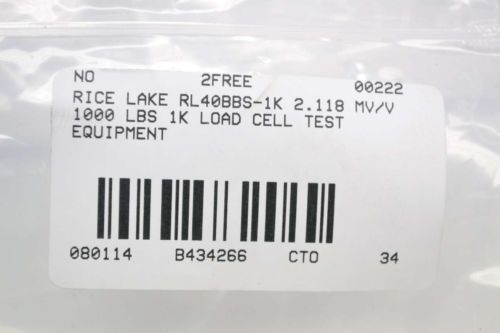 NO 2FREE 00222
RICE LAKE RL40BBS-1K 2.118 MV/V
1000 LBS 1K LOAD CELL TEST
EQUIPMENT
080114 B434266 CTO 34